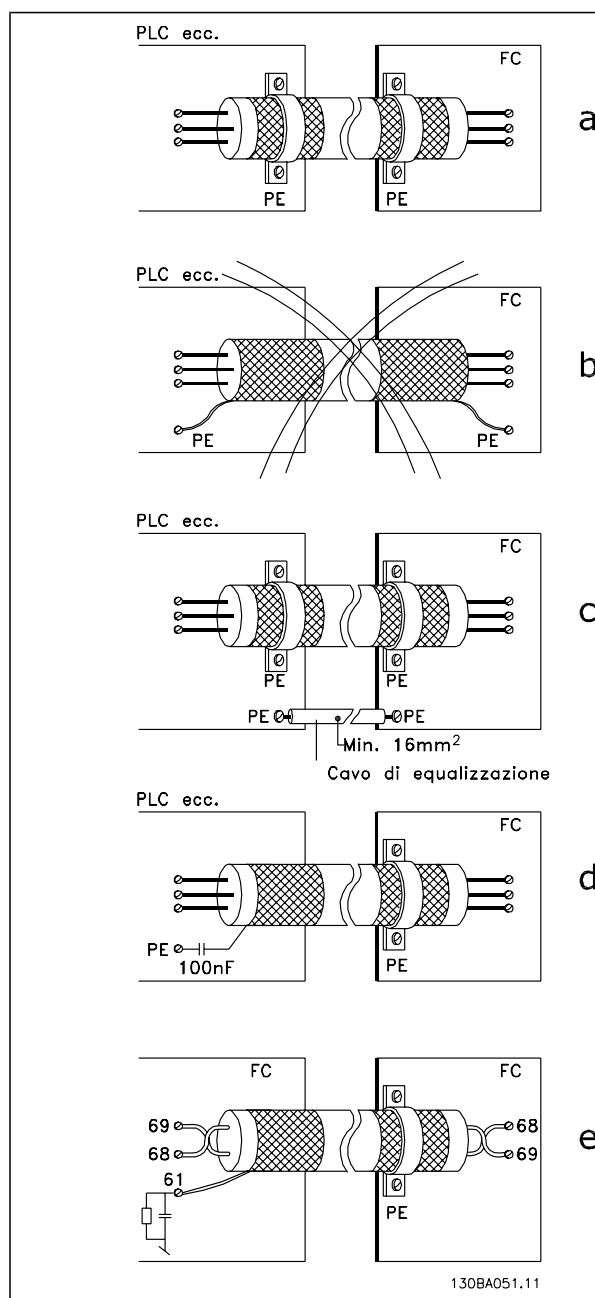 PLC ecc.
FC
a
PE
PE
PLC ecc.
FC
b
PE
PE
PLC ecc.
FC
c
PE
PE
PE
PE
Min. 16mm²
Cavo di equalizzazione
PLC ecc.
FC
d
PE
100nF
PE
FC
FC
69
68
68
69
e
61
PE
130BA051.11